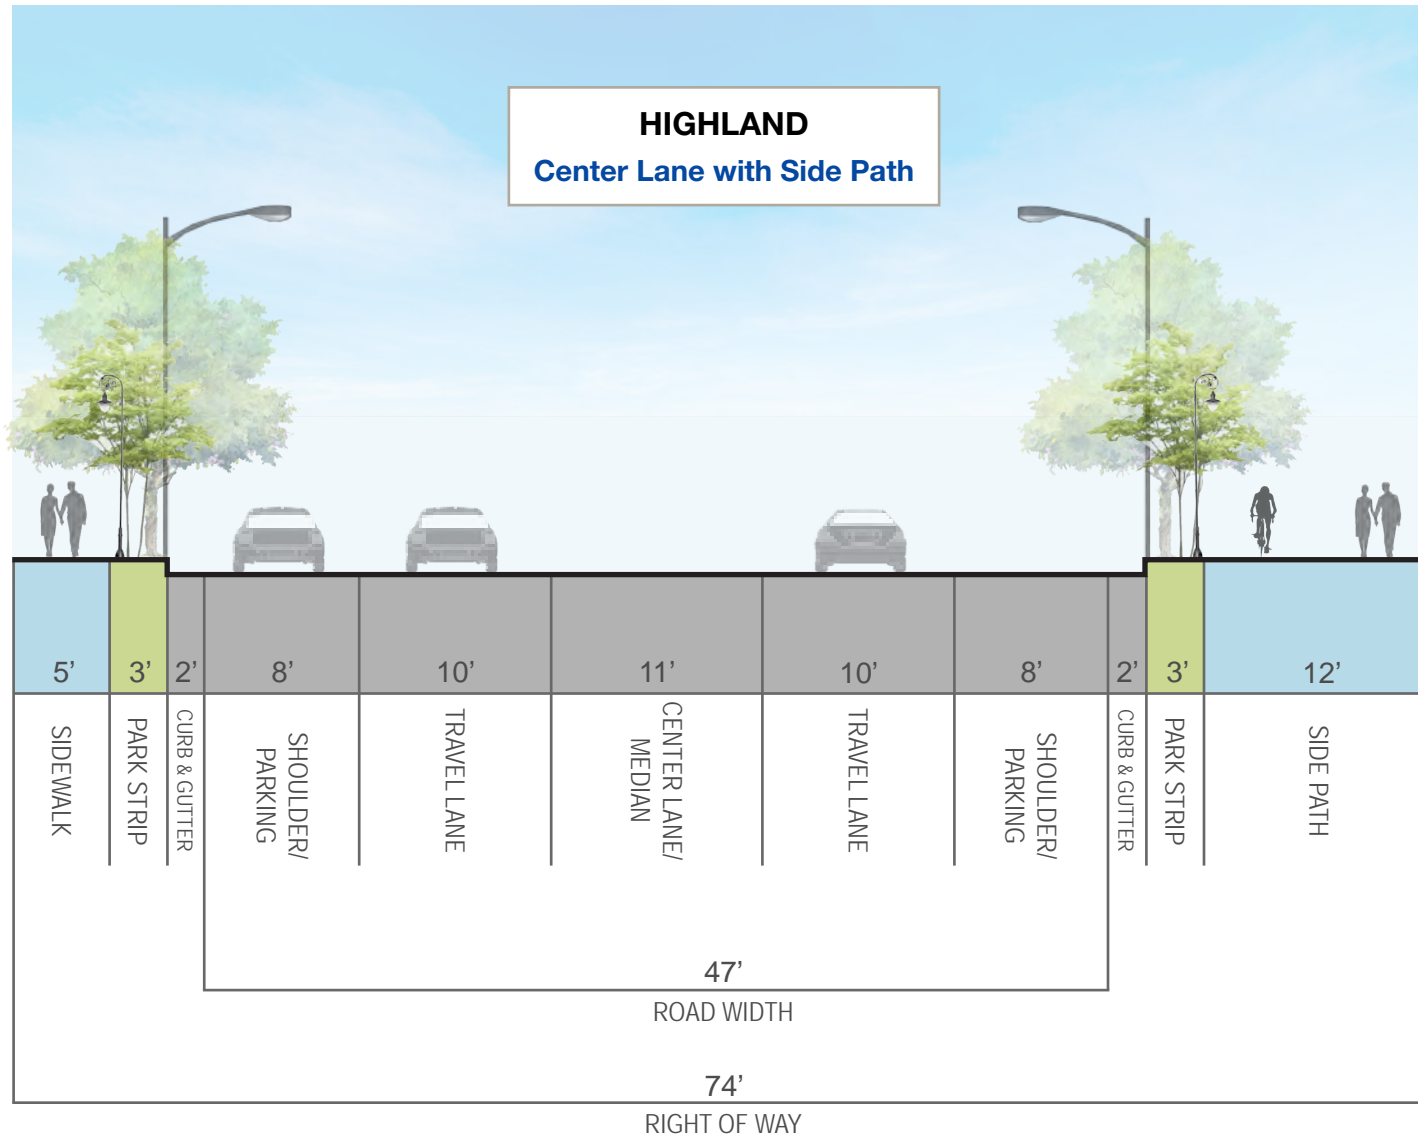 HIGHLAND
Center Lane with Side Path
5’ 3’ 2’ 8’ 10’ 11’ 10’ 8’ 2’ 3’ 12’
SIDEWALK
PARK STRIP
CURB & GUTTER
SHOULDER/
PARKING
TRAVEL LANE
CENTER LANE/
MEDIAN
TRAVEL LANE
SHOULDER/
PARKING
CURB & GUTTER
PARK STRIP
SIDE PATH
47’
ROAD WIDTH
74’
RIGHT OF WAY